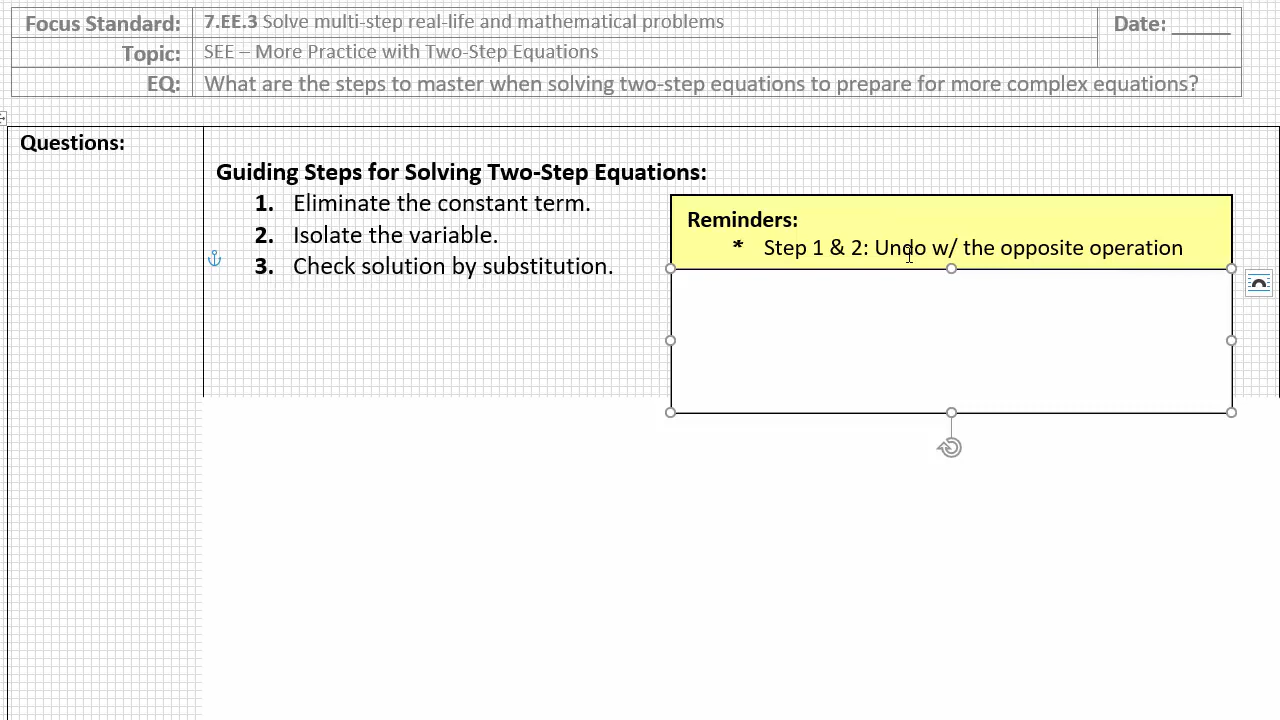 Focus Standard: 7.EE.3 Solve multi-step real-life and mathematical problems Date: ______
Topic: SEE – More Practice with Two-Step Equations
EQ: What are the steps to master when solving two-step equations to prepare for more complex equations?
Questions:
Guiding Steps for Solving Two-Step Equations:
1. Eliminate the constant term.
2. Isolate the variable.
3. Check solution by substitution.
Reminders:
* Step 1 & 2: Undo w/ the opposite operation